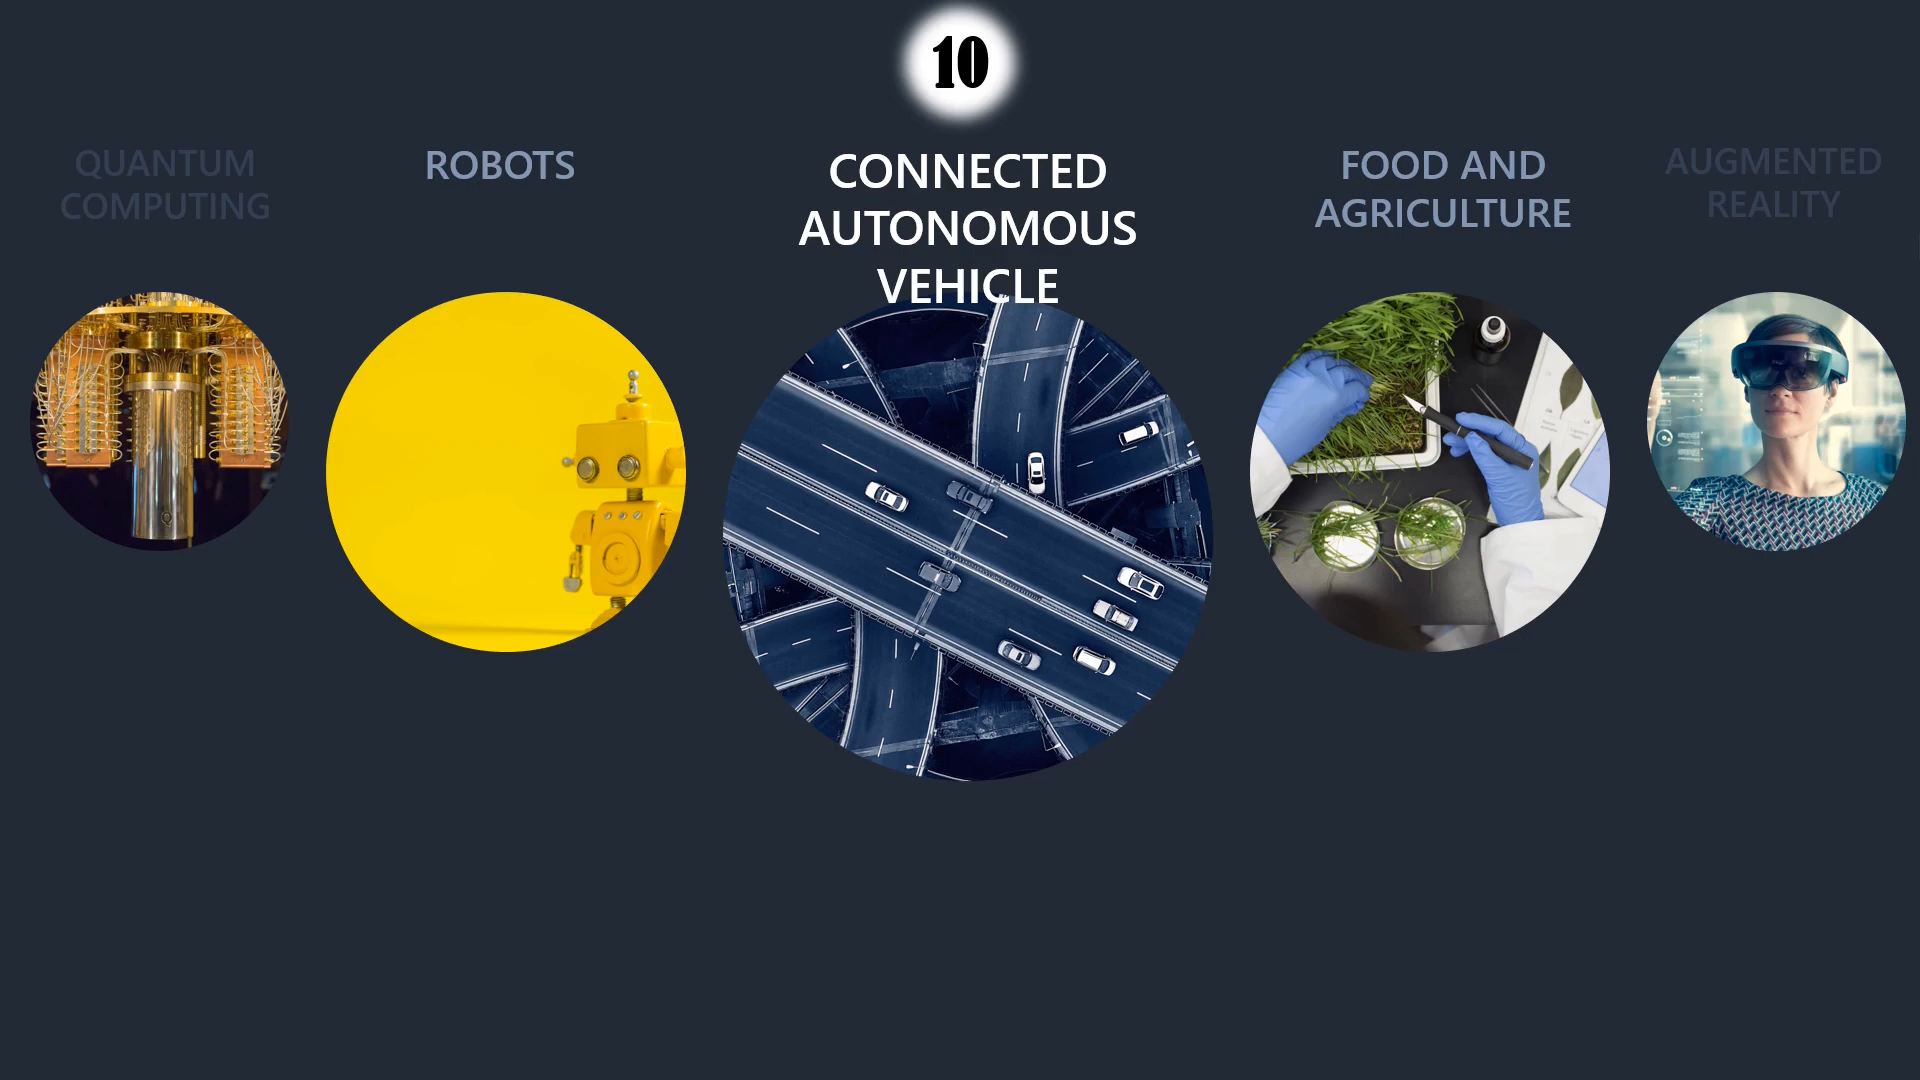 10
QUANTUM
COMPUTING
ROBOTS
CONNECTED
AUTONOMOUS
VEHICLE
FOOD AND
AGRICULTURE
AUGMENTED
REALITY